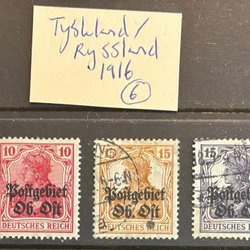 Tyskland/
Ryssland
1916
6
10
Postgebiet
Ob. Ost
DEUTSCHES REICH
15
Postgebiet
Ob. Ost
DEUTSCHES REICH
15
Postgebiet
Ob. Ost
DEUTSCHES REICH